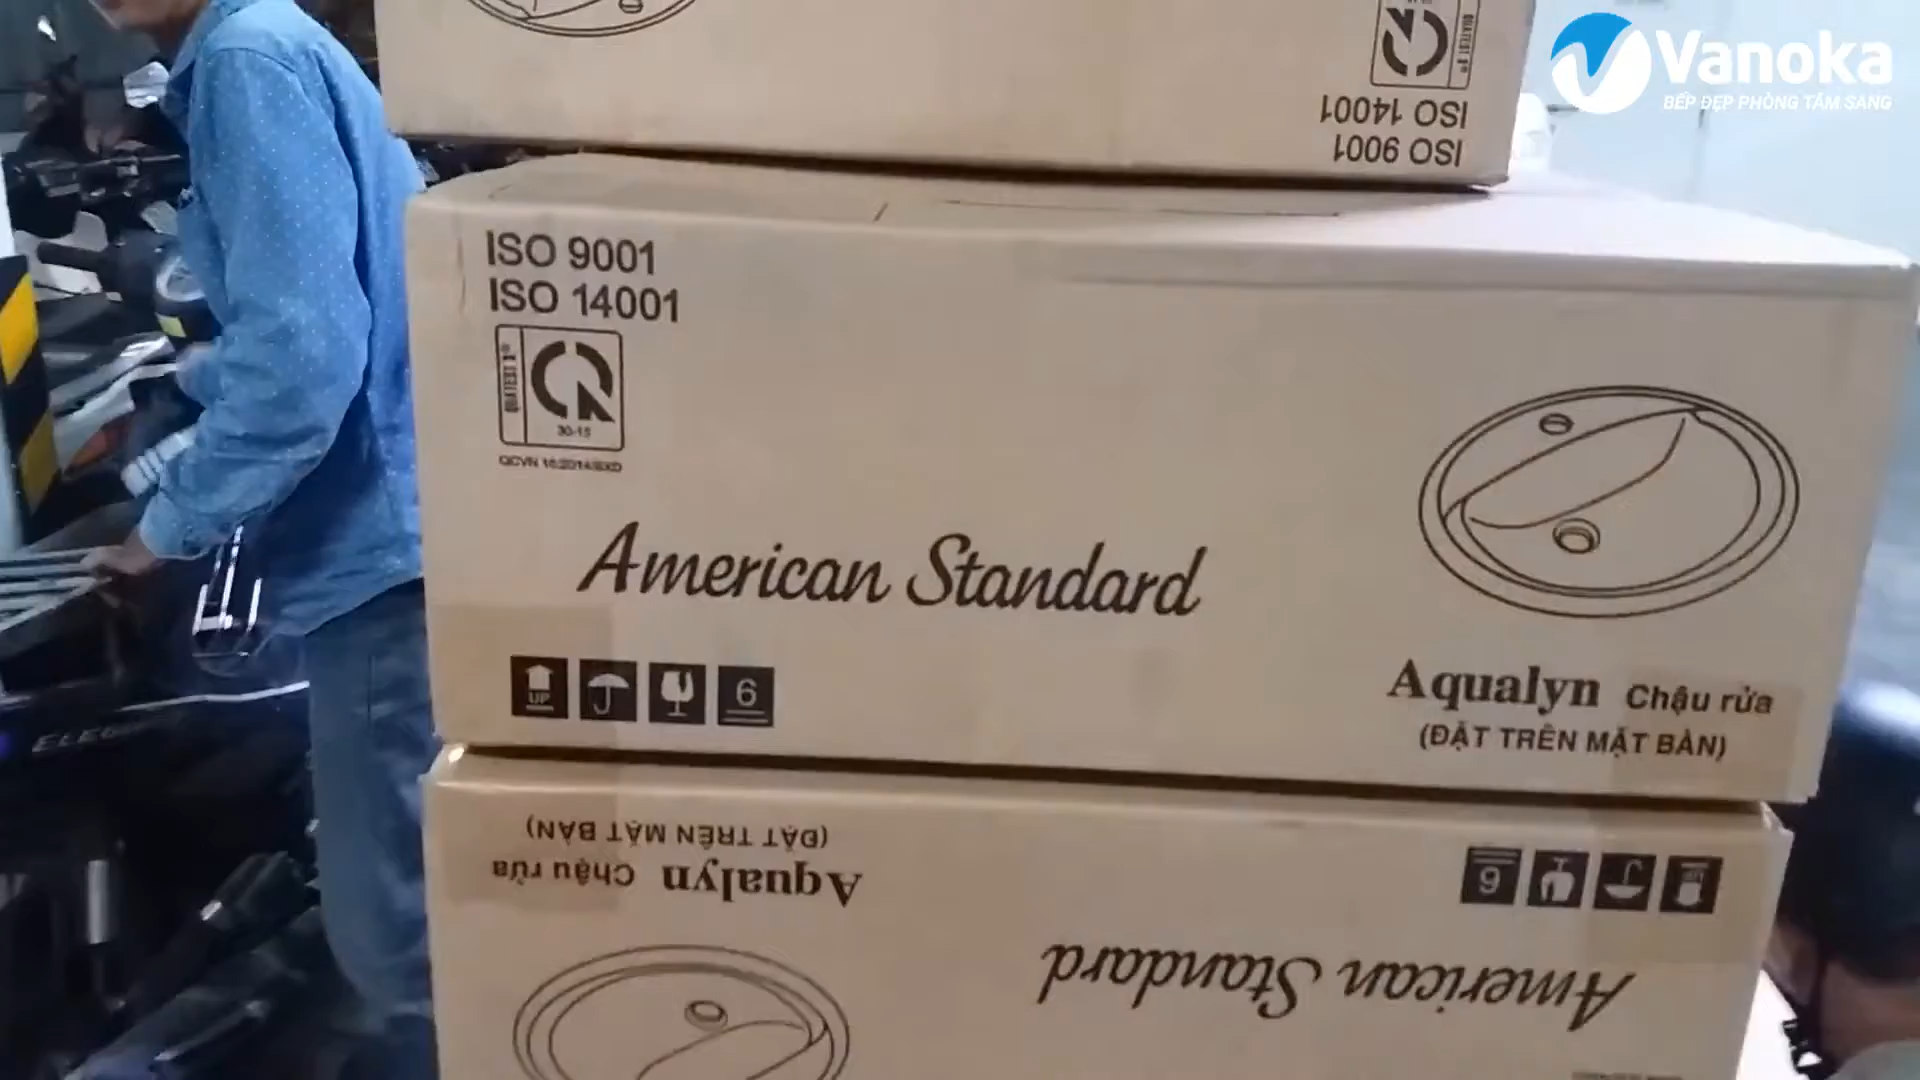 Vanoka
BẾP ĐẸP PHÒNG TẮM SANG
ISO 14001
ISO 9001
ISO 9001
ISO 14001
QUATEST 1
30-15
QCVN 16:2014/BXD
American Standard
UP
6
Aqualyn Chậu rửa
(ĐẶT TRÊN MẶT BÀN)
Aqualyn Chậu rửa
(ĐẶT TRÊN MẶT BÀN)
6
American Standard